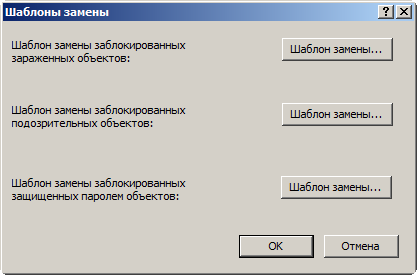 Шаблоны замены
Шаблон замены заблокированных
зараженных объектов:
Шаблон замены...
Шаблон замены заблокированных
подозрительных объектов:
Шаблон замены...
Шаблон замены заблокированных
защищенных паролем объектов:
Шаблон замены...
ОК
Отмена